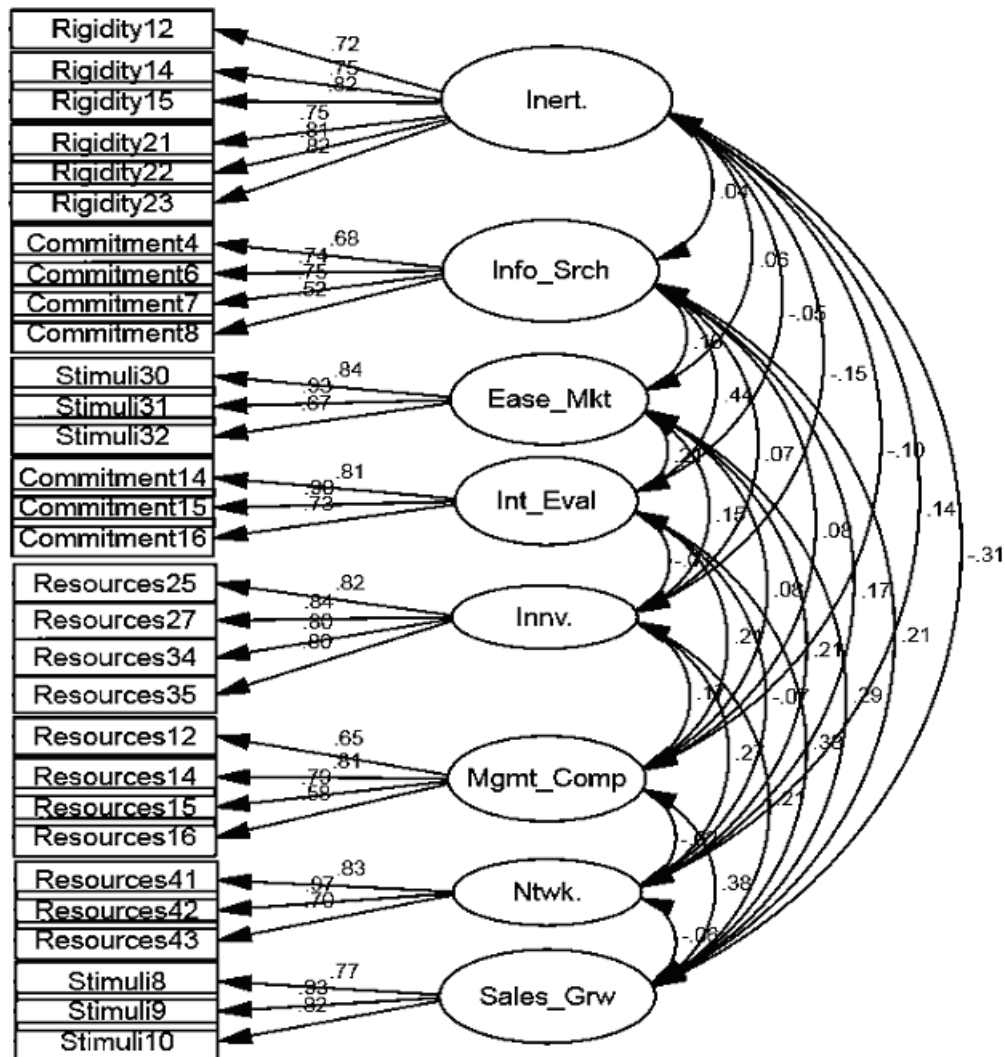 Rigidity12
.72
Rigidity14
.75
Rigidity15
.82
Inert.
Rigidity21
.75
Rigidity22
.81
Rigidity23
.82
.04
Commitment4
.68
Commitment6
.74
Commitment7
.75
Commitment8
.52
Info_Srch
.06
-.05
Stimuli30
.84
Stimuli31
.93
Stimuli32
.67
Ease_Mkt
.44
-.15
Commitment14
.81
Commitment15
.90
Commitment16
.73
Int_Eval
.07
-.10
.15
.08
.14
-.31
Resources25
.82
Resources27
.84
Resources34
.80
Resources35
.80
Innv.
.08
.17
.21
.21
.21
-.07
.29
Resources12
.65
Resources14
.81
Resources15
.79
Resources16
Mgmt_Comp
.27
.38
.21
Resources41
.83
Resources42
.97
Resources43
.70
Ntwk.
.38
-.06
Stimuli8
.77
Stimuli9
.93
Stimuli10
.82
Sales_Grw